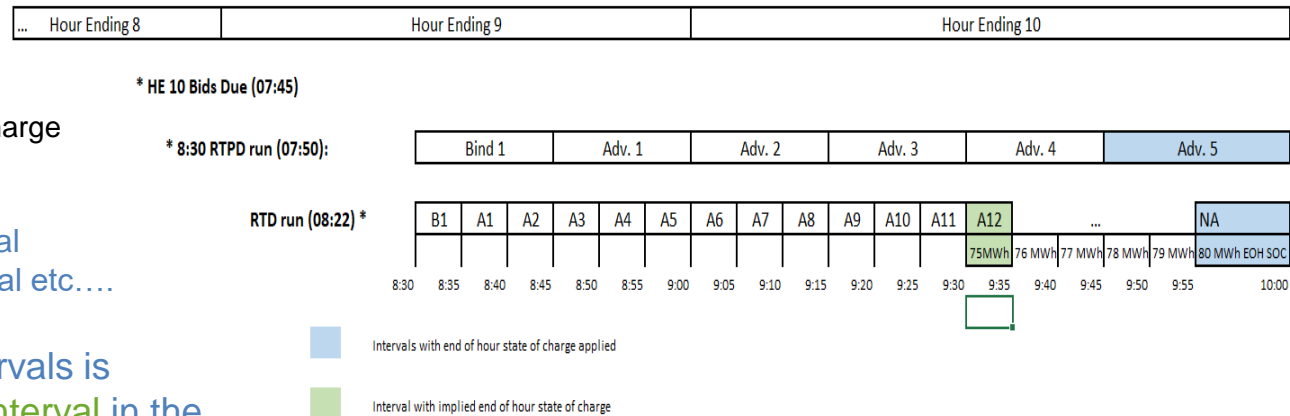 ... Hour Ending 8 Hour Ending 9 Hour Ending 10
* HE 10 Bids Due (07:45)
arge
* 8:30 RTPD run (07:50): Bind 1 Adv. 1 Adv. 2 Adv. 3 Adv. 4 Adv. 5
RTD run (08:22) * B1 A1 A2 A3 A4 A5 A6 A7 A8 A9 A10 A11 A12 ... NA
al
75MWh 76 MWh 77 MWh 78 MWh 79 MWh 80 MWh EOH SOC
al etc....
8:30 8:35 8:40 8:45 8:50 8:55 9:00 9:05 9:10 9:15 9:20 9:25 9:30 9:35 9:40 9:45 9:50 9:55 10:00
rvals is
Intervals with end of hour state of charge applied
nterval in the
Interval with implied end of hour state of charge